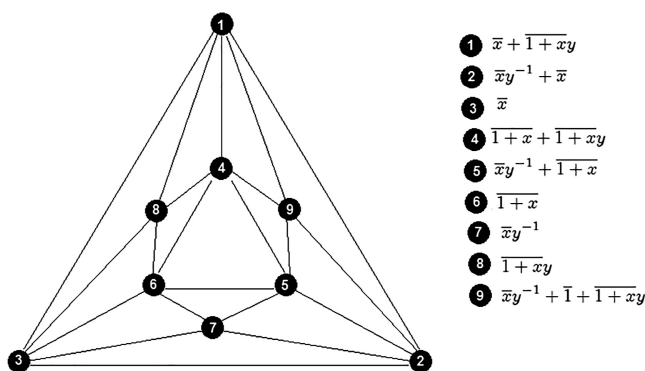 1
4
8
9
6
5
7
3
2
1 x̅ + \overline{1+x}y
2 x̅y⁻¹ + x̅
3 x̅
4 \overline{1+x} + \overline{1+x}y
5 x̅y⁻¹ + \overline{1+x}
6 \overline{1+x}
7 x̅y⁻¹
8 \overline{1+x}y
9 x̅y⁻¹ + \overline{1} + \overline{1+x}y